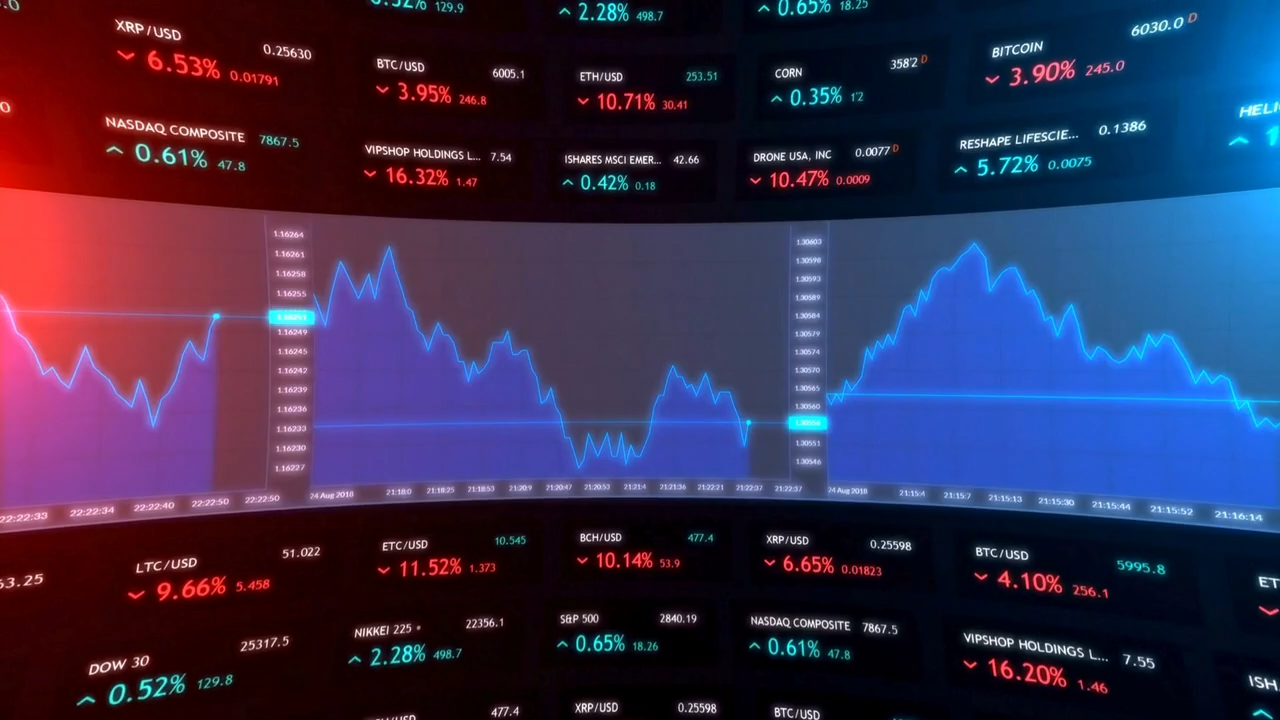 129.9
2.28% 498.7
0.65% 18.25
XRP/USD 0.25630
6.53% 0.01791
BTC/USD 6005.1
3.95% 246.8
ETH/USD 253.51
10.71% 30.41
CORN 358'2 D
0.35% 1'2
BITCOIN 6030.0 D
3.90% 245.0
NASDAQ COMPOSITE 7867.5
0.61% 47.8
VIPSHOP HOLDINGS L... 7.54
16.32% 1.47
ISHARES MSCI EMER... 42.66
0.42% 0.18
DRONE USA, INC 0.0077 D
10.47% 0.0009
RESHAPE LIFESCIE... 0.1386
5.72% 0.0075
1.16264
1.16261
1.16258
1.16255
1.16249
1.16245
1.16242
1.16239
1.16236
1.16233
1.16230
1.16227
1.30603
1.30598
1.30593
1.30589
1.30584
1.30579
1.30574
1.30570
1.30565
1.30560
1.30551
1.30546
22:22:33 22:22:34 22:22:40 22:22:50 22:22:50
24 Aug 2018 21:18:0 21:18:25 21:18:53 21:20:9 21:20:47 21:20:53 21:21:4 21:21:36 21:22:21 21:22:37 21:22:37
24 Aug 2018 21:15:4 21:15:7 21:15:13 21:15:30 21:15:44 21:15:52 21:16:14
63.25
LTC/USD 51.022
9.66% 5.458
ETC/USD 10.545
11.52% 1.373
BCH/USD 477.4
10.14% 53.9
XRP/USD 0.25598
6.65% 0.01823
BTC/USD 5995.8
4.10% 256.1
DOW 30 25317.5
0.52% 129.8
NIKKEI 225 22356.1
2.28% 498.7
S&P 500 2840.19
0.65% 18.26
NASDAQ COMPOSITE 7867.5
0.61% 47.8
VIPSHOP HOLDINGS L... 7.55
16.20% 1.46
477.4
XRP/USD 0.25598
BTC/USD